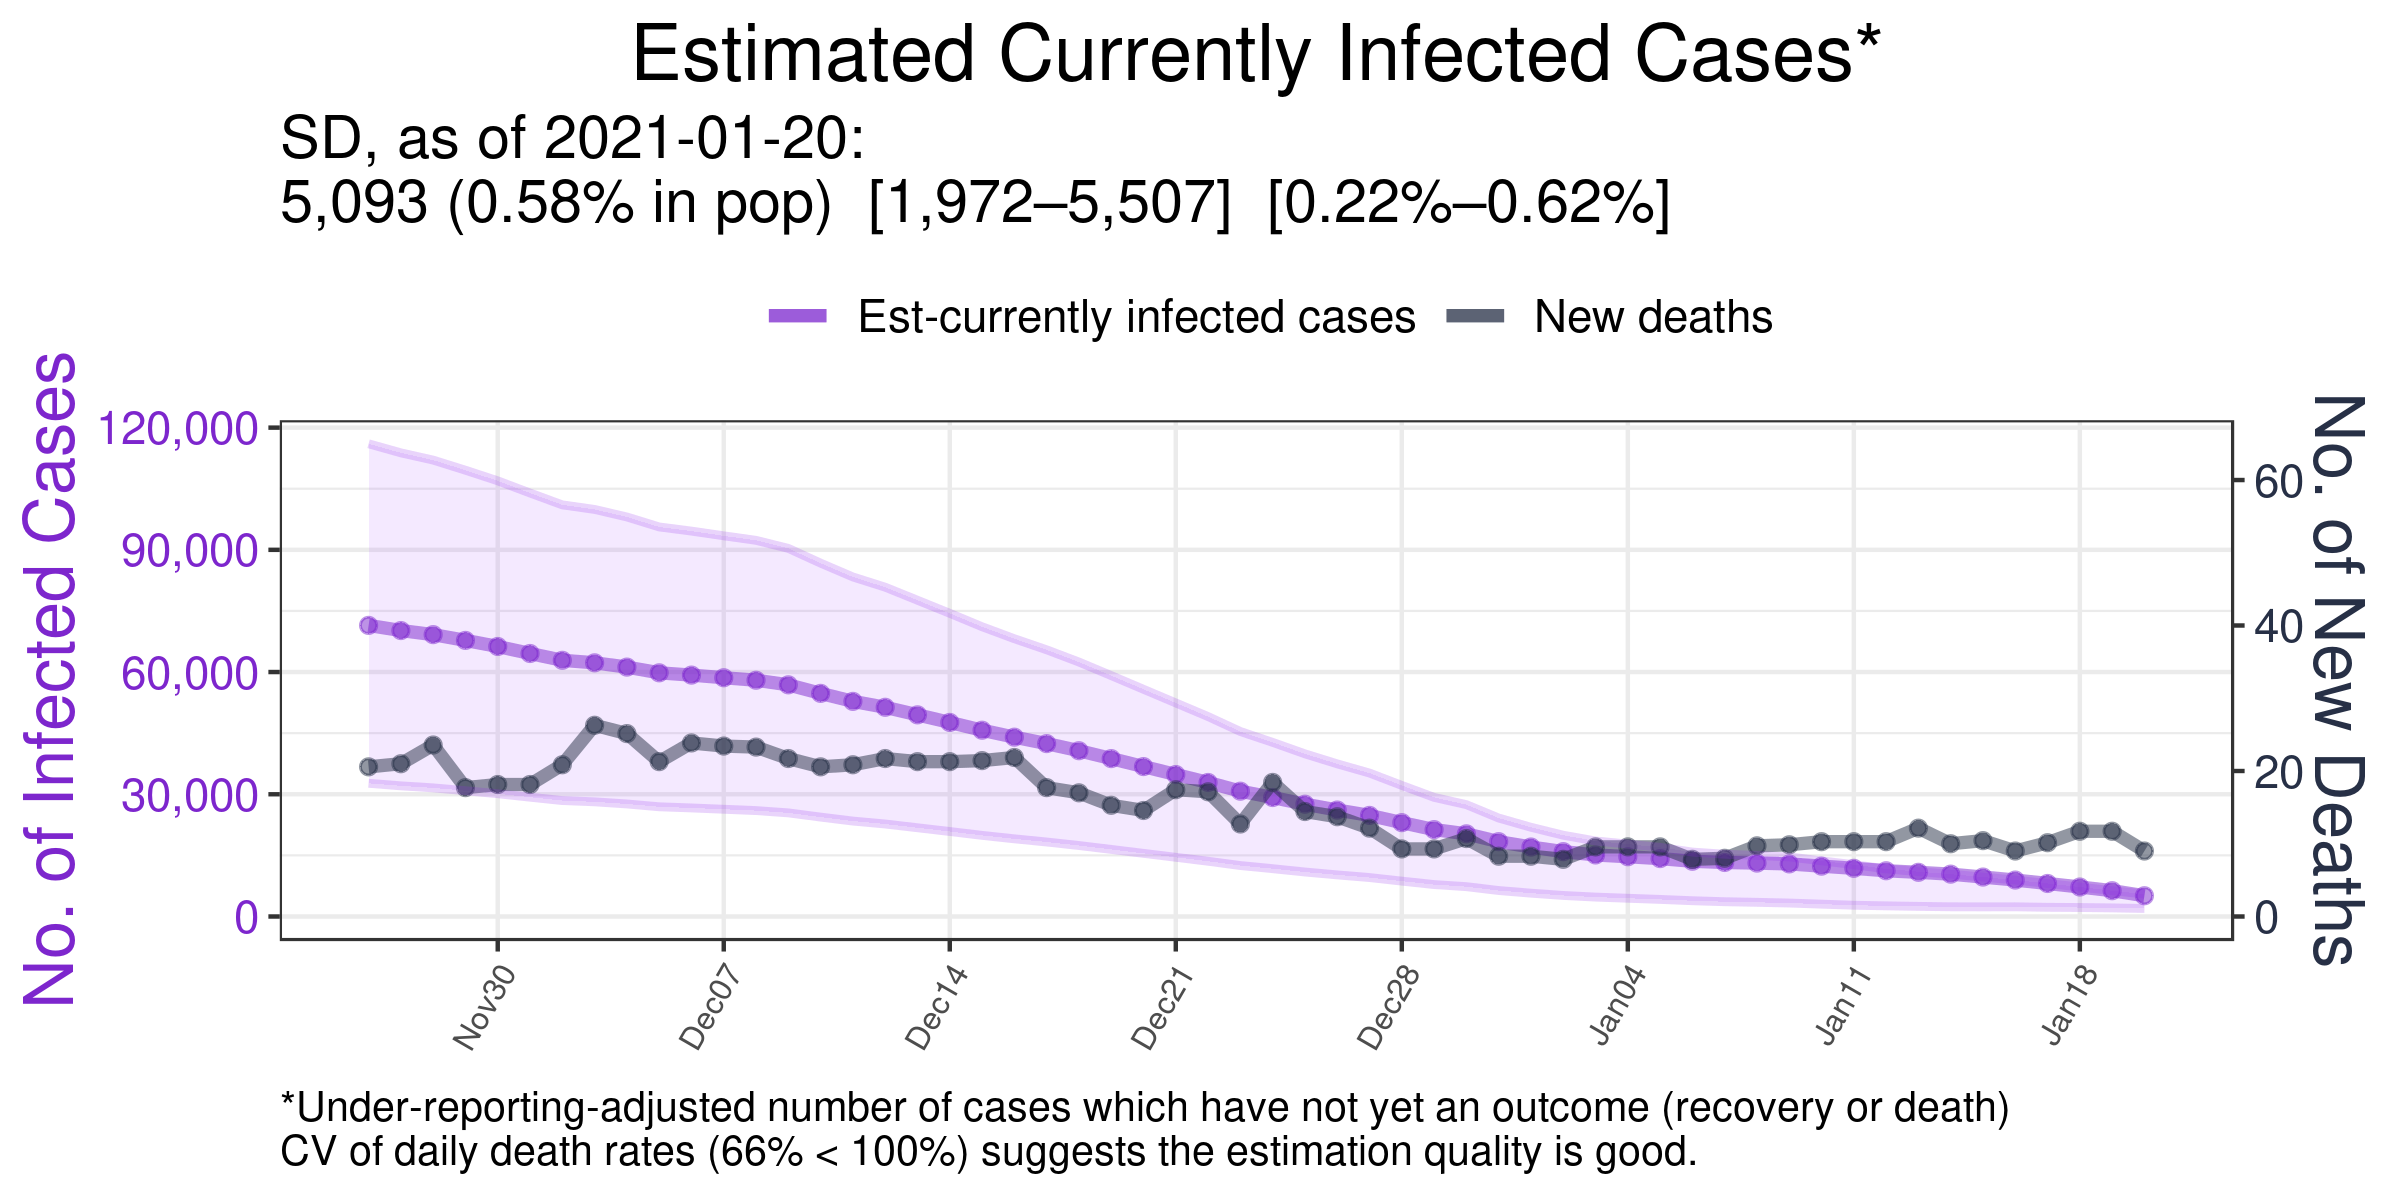 Estimated Currently Infected Cases*
SD, as of 2021-01-20:
5,093 (0.58% in pop)  [1,972–5,507]  [0.22%–0.62%]
Est-currently infected cases
New deaths
No. of Infected Cases
120,000
90,000
60,000
30,000
0
60
40
20
0
No. of New Deaths
Nov30
Dec07
Dec14
Dec21
Dec28
Jan04
Jan11
Jan18
*Under-reporting-adjusted number of cases which have not yet an outcome (recovery or death)
CV of daily death rates (66% < 100%) suggests the estimation quality is good.